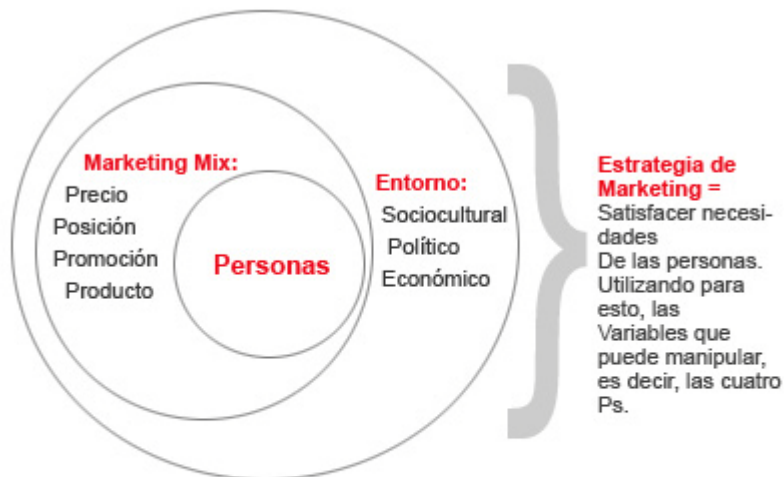 Marketing Mix:
Precio
Posición
Promoción
Producto
Personas
Entorno:
Sociocultural
Político
Económico
Estrategia de
Marketing =
Satisfacer necesi-
dades
De las personas.
Utilizando para
esto, las
Variables que
puede manipular,
es decir, las cuatro
Ps.